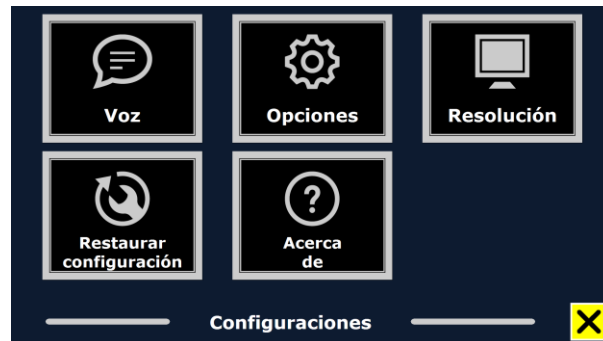 Voz
Opciones
Resolución
Restaurar
configuración
Acerca
de
Configuraciones